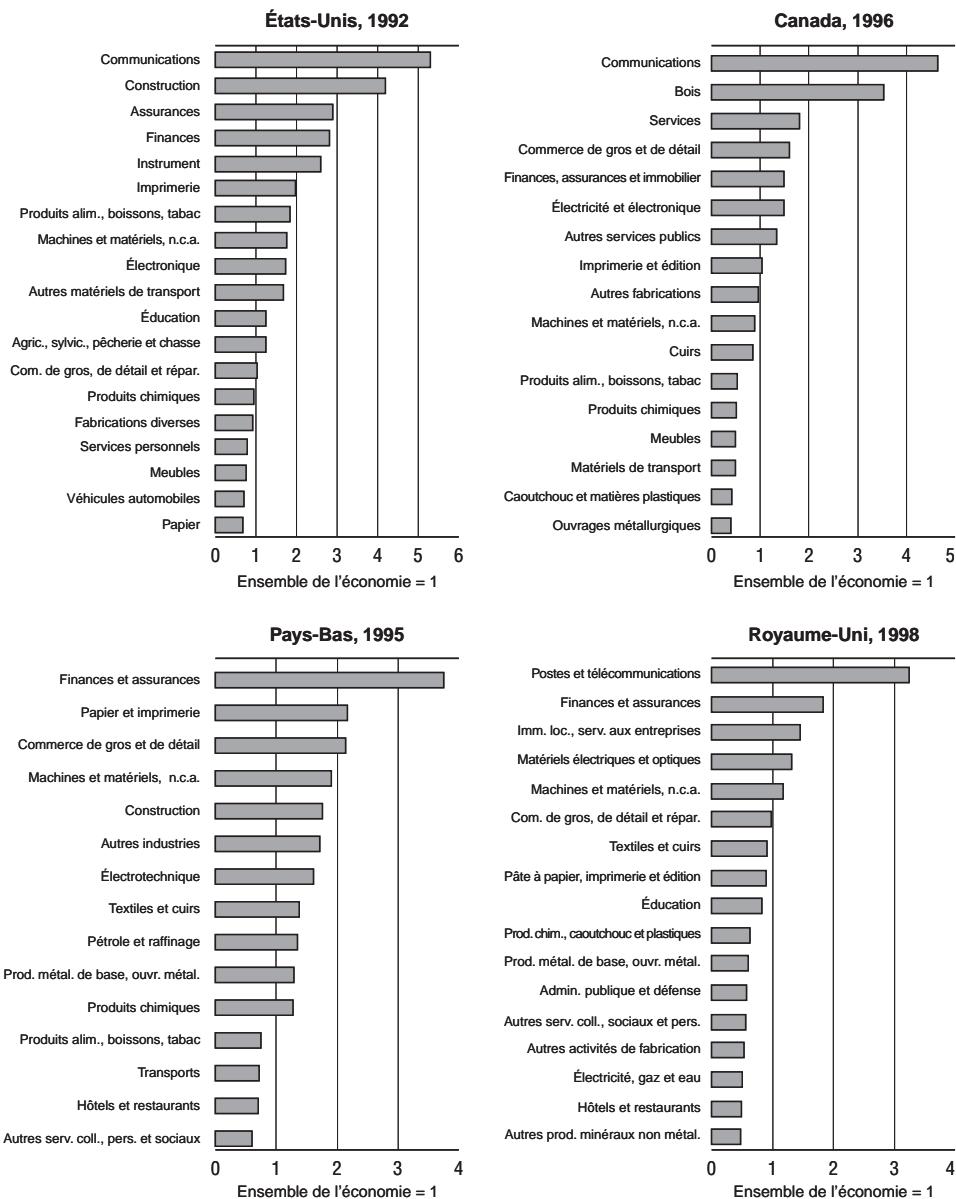 États-Unis, 1992
Communications
Construction
Assurances
Finances
Instrument
Imprimerie
Produits alim., boissons, tabac
Machines et matériels, n.c.a.
Électronique
Autres matériels de transport
Éducation
Agric., sylvic., pêcherie et chasse
Com. de gros, de détail et répar.
Produits chimiques
Fabrications diverses
Services personnels
Meubles
Véhicules automobiles
Papier
0 1 2 3 4 5 6
Ensemble de l'économie = 1
Canada, 1996
Communications
Bois
Services
Commerce de gros et de détail
Finances, assurances et immobilier
Électricité et électronique
Autres services publics
Imprimerie et édition
Autres fabrications
Machines et matériels, n.c.a.
Cuirs
Produits alim., boissons, tabac
Produits chimiques
Meubles
Matériels de transport
Caoutchouc et matières plastiques
Ouvrages métallurgiques
0 1 2 3 4 5
Ensemble de l'économie = 1
Pays-Bas, 1995
Finances et assurances
Papier et imprimerie
Commerce de gros et de détail
Machines et matériels, n.c.a.
Construction
Autres industries
Électrotechnique
Textiles et cuirs
Pétrole et raffinage
Prod. métal. de base, ouvr. métal.
Produits chimiques
Produits alim., boissons, tabac
Transports
Hôtels et restaurants
Autres serv. coll., pers. et sociaux
0 1 2 3 4
Ensemble de l'économie = 1
Royaume-Uni, 1998
Postes et télécommunications
Finances et assurances
Imm. loc., serv. aux entreprises
Matériels électriques et optiques
Machines et matériels, n.c.a.
Com. de gros, de détail et répar.
Textiles et cuirs
Pâte à papier, imprimerie et édition
Éducation
Prod. chim., caoutchouc et plastiques
Prod. métal. de base, ouvr. métal.
Admin. publique et défense
Autres serv. coll., sociaux et pers.
Autres activités de fabrication
Électricité, gaz et eau
Hôtels et restaurants
Autres prod. minéraux non métal.
0 1 2 3 4
Ensemble de l'économie = 1